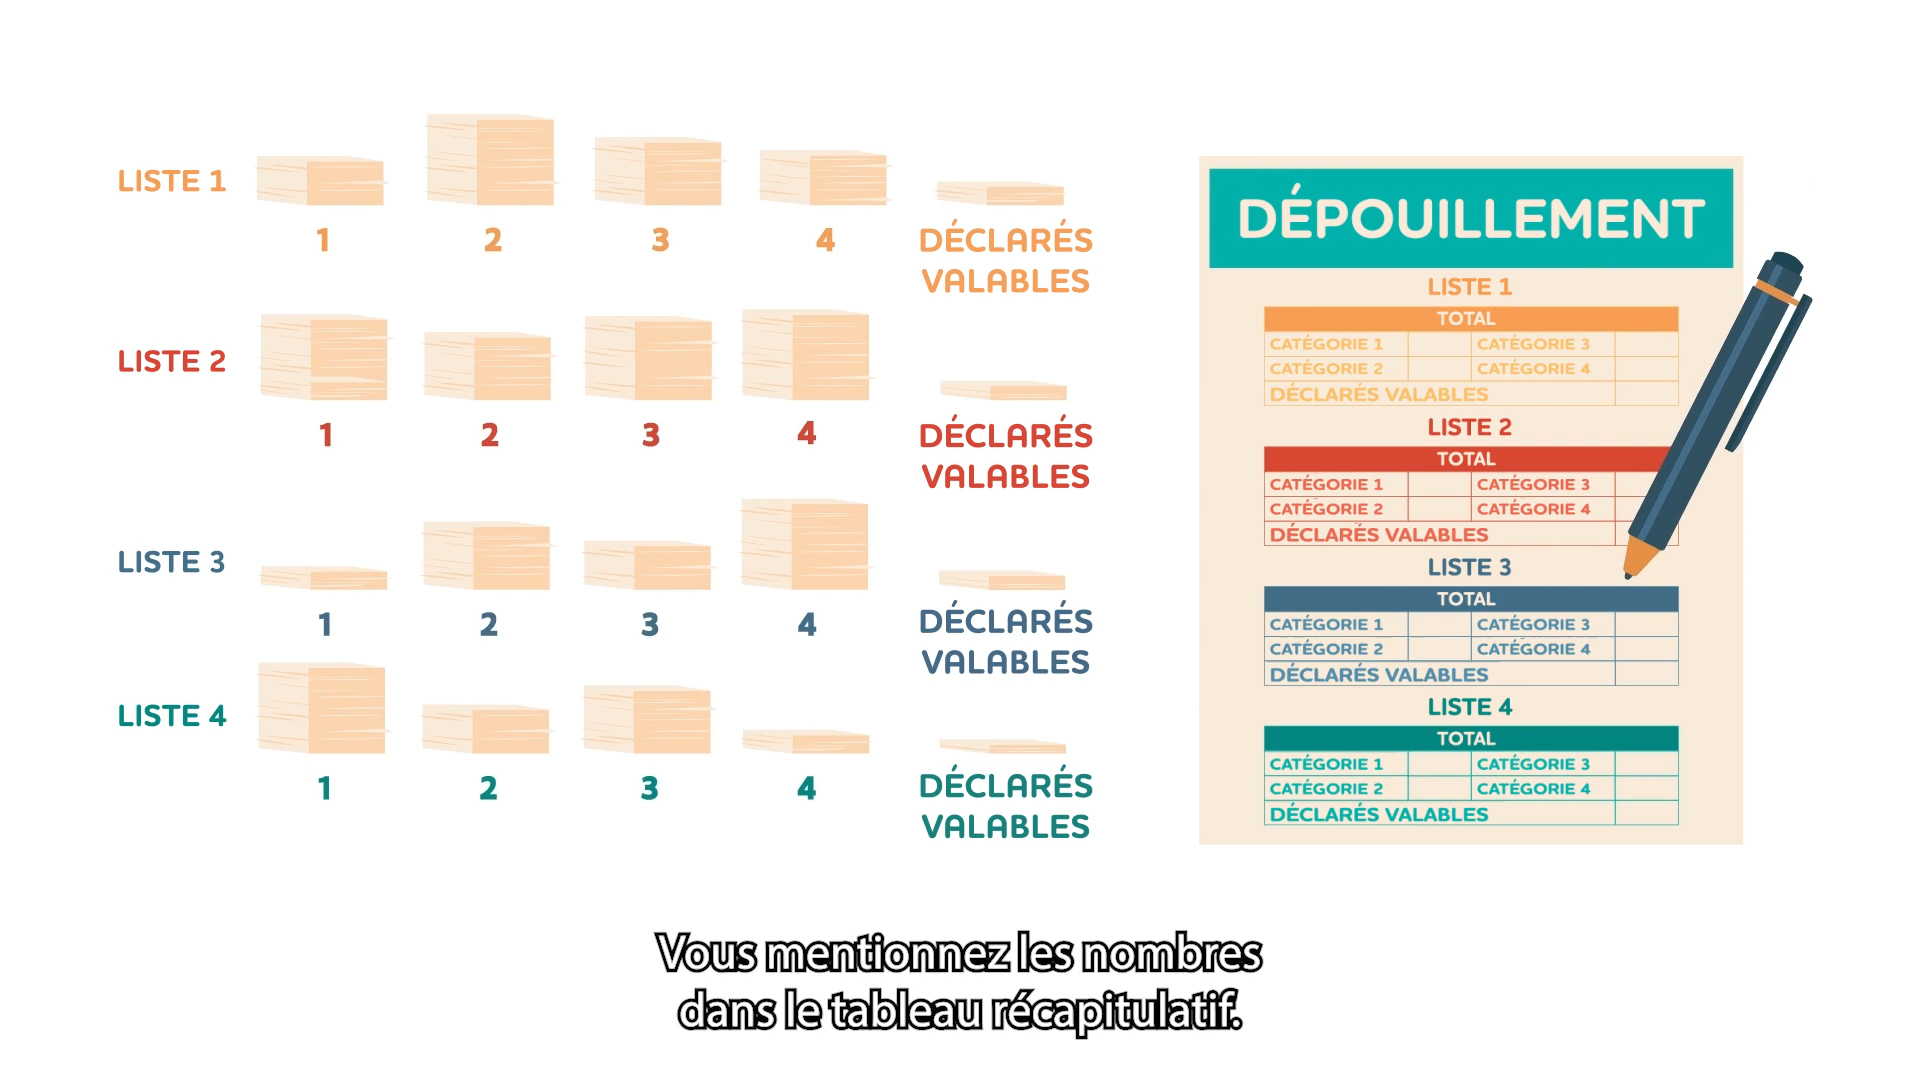 LISTE 1
1 2 3 4 DÉCLARÉS
VALABLES
LISTE 2
1 2 3 4 DÉCLARÉS
VALABLES
LISTE 3
1 2 3 4 DÉCLARÉS
VALABLES
LISTE 4
1 2 3 4 DÉCLARÉS
VALABLES
DÉPOUILLEMENT
LISTE 1
TOTAL
CATÉGORIE 1 CATÉGORIE 3
CATÉGORIE 2 CATÉGORIE 4
DÉCLARÉS VALABLES
LISTE 2
TOTAL
CATÉGORIE 1 CATÉGORIE 3
CATÉGORIE 2 CATÉGORIE 4
DÉCLARÉS VALABLES
LISTE 3
TOTAL
CATÉGORIE 1 CATÉGORIE 3
CATÉGORIE 2 CATÉGORIE 4
DÉCLARÉS VALABLES
LISTE 4
TOTAL
CATÉGORIE 1 CATÉGORIE 3
CATÉGORIE 2 CATÉGORIE 4
DÉCLARÉS VALABLES
Vous mentionnez les nombres
dans le tableau récapitulatif.